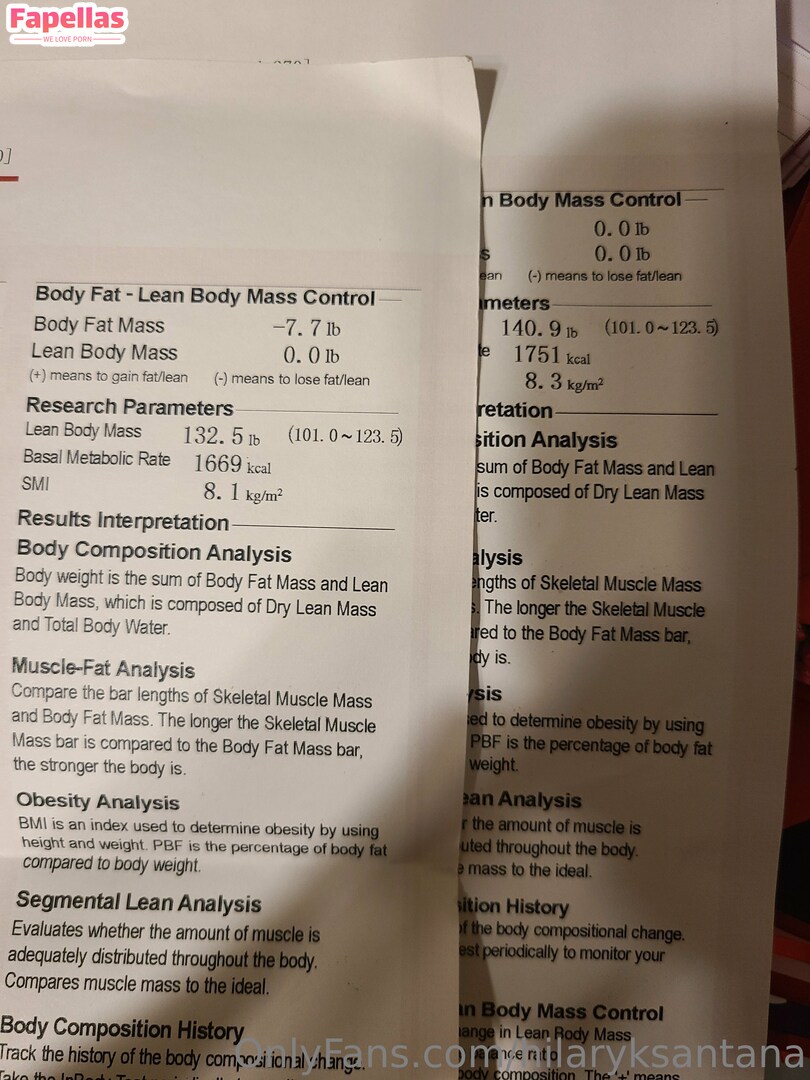 Fapellas
WE LOVE PORN
Body Fat - Lean Body Mass Control
Body Fat Mass -7.7 lb
Lean Body Mass 0.0 lb
(+) means to gain fat/lean (-) means to lose fat/lean
Research Parameters
Lean Body Mass 132.5 lb (101.0~123.5)
Basal Metabolic Rate 1669 kcal
SMI 8.1 kg/m²
Results Interpretation
Body Composition Analysis
Body weight is the sum of Body Fat Mass and Lean
Body Mass, which is composed of Dry Lean Mass
and Total Body Water.
Muscle-Fat Analysis
Compare the bar lengths of Skeletal Muscle Mass
and Body Fat Mass. The longer the Skeletal Muscle
Mass bar is compared to the Body Fat Mass bar,
the stronger the body is.
Obesity Analysis
BMI is an index used to determine obesity by using
height and weight. PBF is the percentage of body fat
compared to body weight.
Segmental Lean Analysis
Evaluates whether the amount of muscle is
adequately distributed throughout the body.
Compares muscle mass to the ideal.
Body Composition History
Track the history of the body compositional change.
Take the InBody Test
n Body Mass Control
0.0 lb
s 0.0 lb
ean (-) means to lose fat/lean
meters
140.9 lb (101.0~123.5)
te 1751 kcal
8.3 kg/m²
retation
sition Analysis
sum of Body Fat Mass and Lean
is composed of Dry Lean Mass
ter.
alysis
engths of Skeletal Muscle Mass
s. The longer the Skeletal Muscle
ared to the Body Fat Mass bar,
dy is.
ysis
ed to determine obesity by using
PBF is the percentage of body fat
weight.
ean Analysis
r the amount of muscle is
uted throughout the body.
e mass to the ideal.
ition History
of the body compositional change.
est periodically to monitor your
n Body Mass Control
ange in Lean Body Mass
ratio
body composition. The '+' means
OnlyFans.com/hilaryksantana